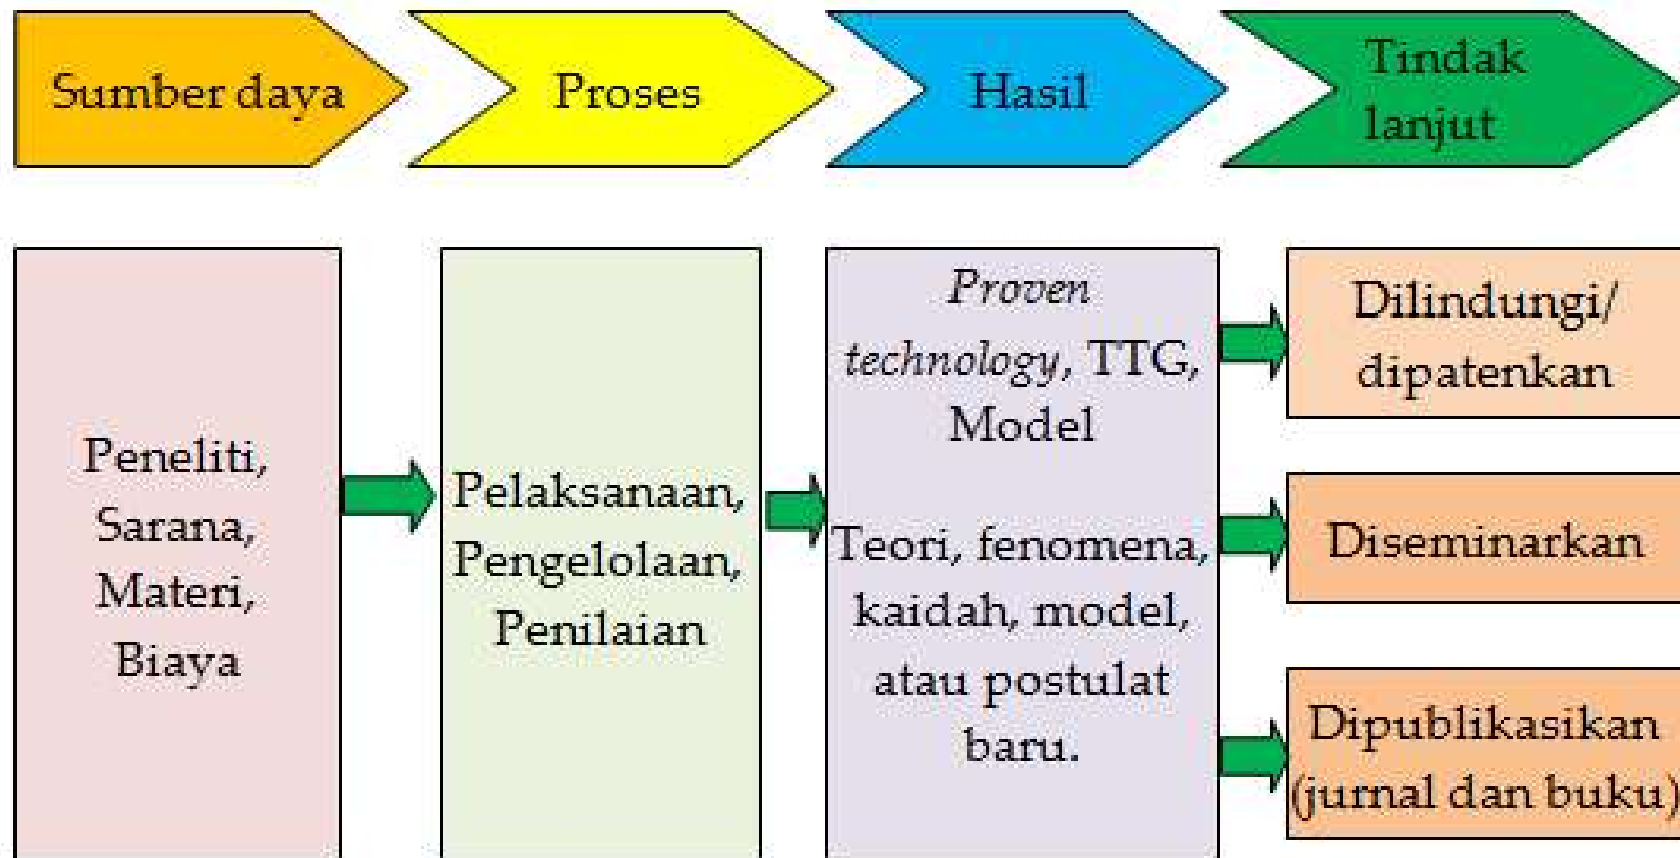 Sumber daya
Proses
Hasil
Tindak
lanjut
Peneliti,
Sarana,
Materi,
Biaya
Pelaksanaan,
Pengelolaan,
Penilaian
Proven
technology, TTG,
Model
Teori, fenomena,
kaidah, model,
atau postulat
baru.
Dilindungi/
dipatenkan
Diseminarkan
Dipublikasikan
(jurnal dan buku)